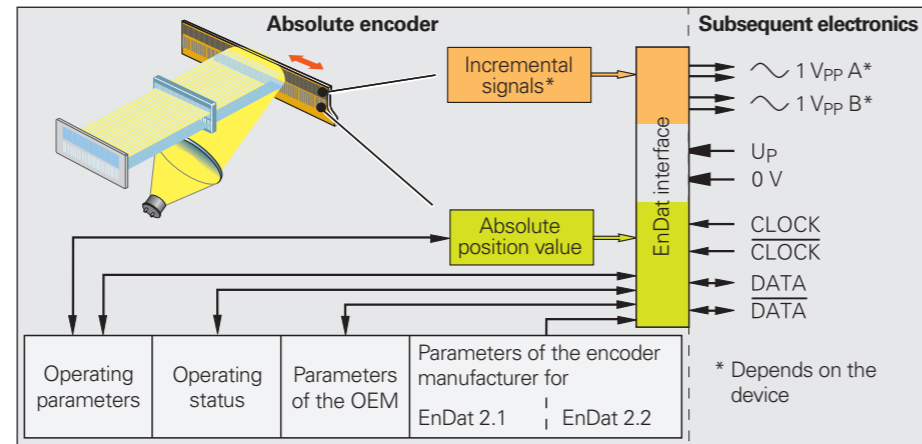 Absolute encoder
Subsequent electronics
Incremental
signals*
EnDat interface
1 VPP A*
1 VPP B*
UP
0 V
Absolute
position value
CLOCK
CLOCK
DATA
DATA
Operating
parameters
Operating
status
Parameters
of the OEM
Parameters of the encoder
manufacturer for
EnDat 2.1
EnDat 2.2
* Depends on the
device